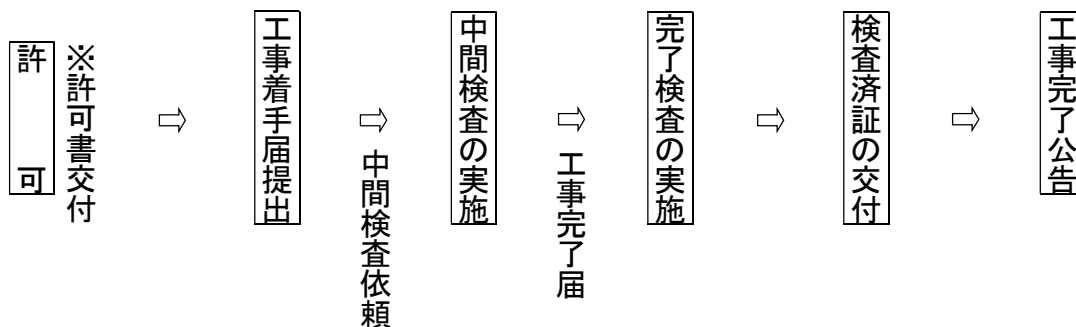 許可
※許可書交付
⇨
工事着手届提出
⇨
中間検査依頼
中間検査の実施
⇨
工事完了届
完了検査の実施
⇨
検査済証の交付
⇨
工事完了公告